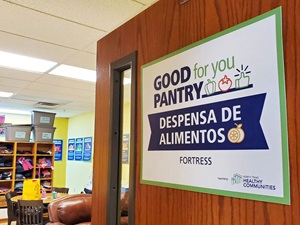 GOOD for you
PANTRY
DESPENSA DE
ALIMENTOS
FORTRESS
HEALTHY
COMMUNITIES